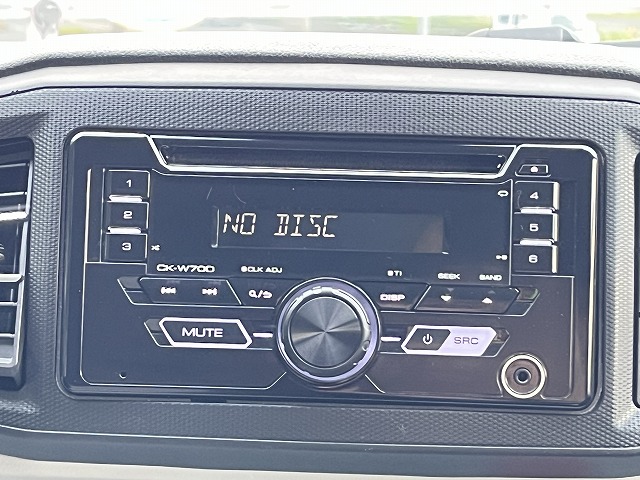 1
2
3
NO DISC
4
5
6
CK-W700
CLK ADJ
TI
SEEK
BAND
DISP
MUTE
SRC